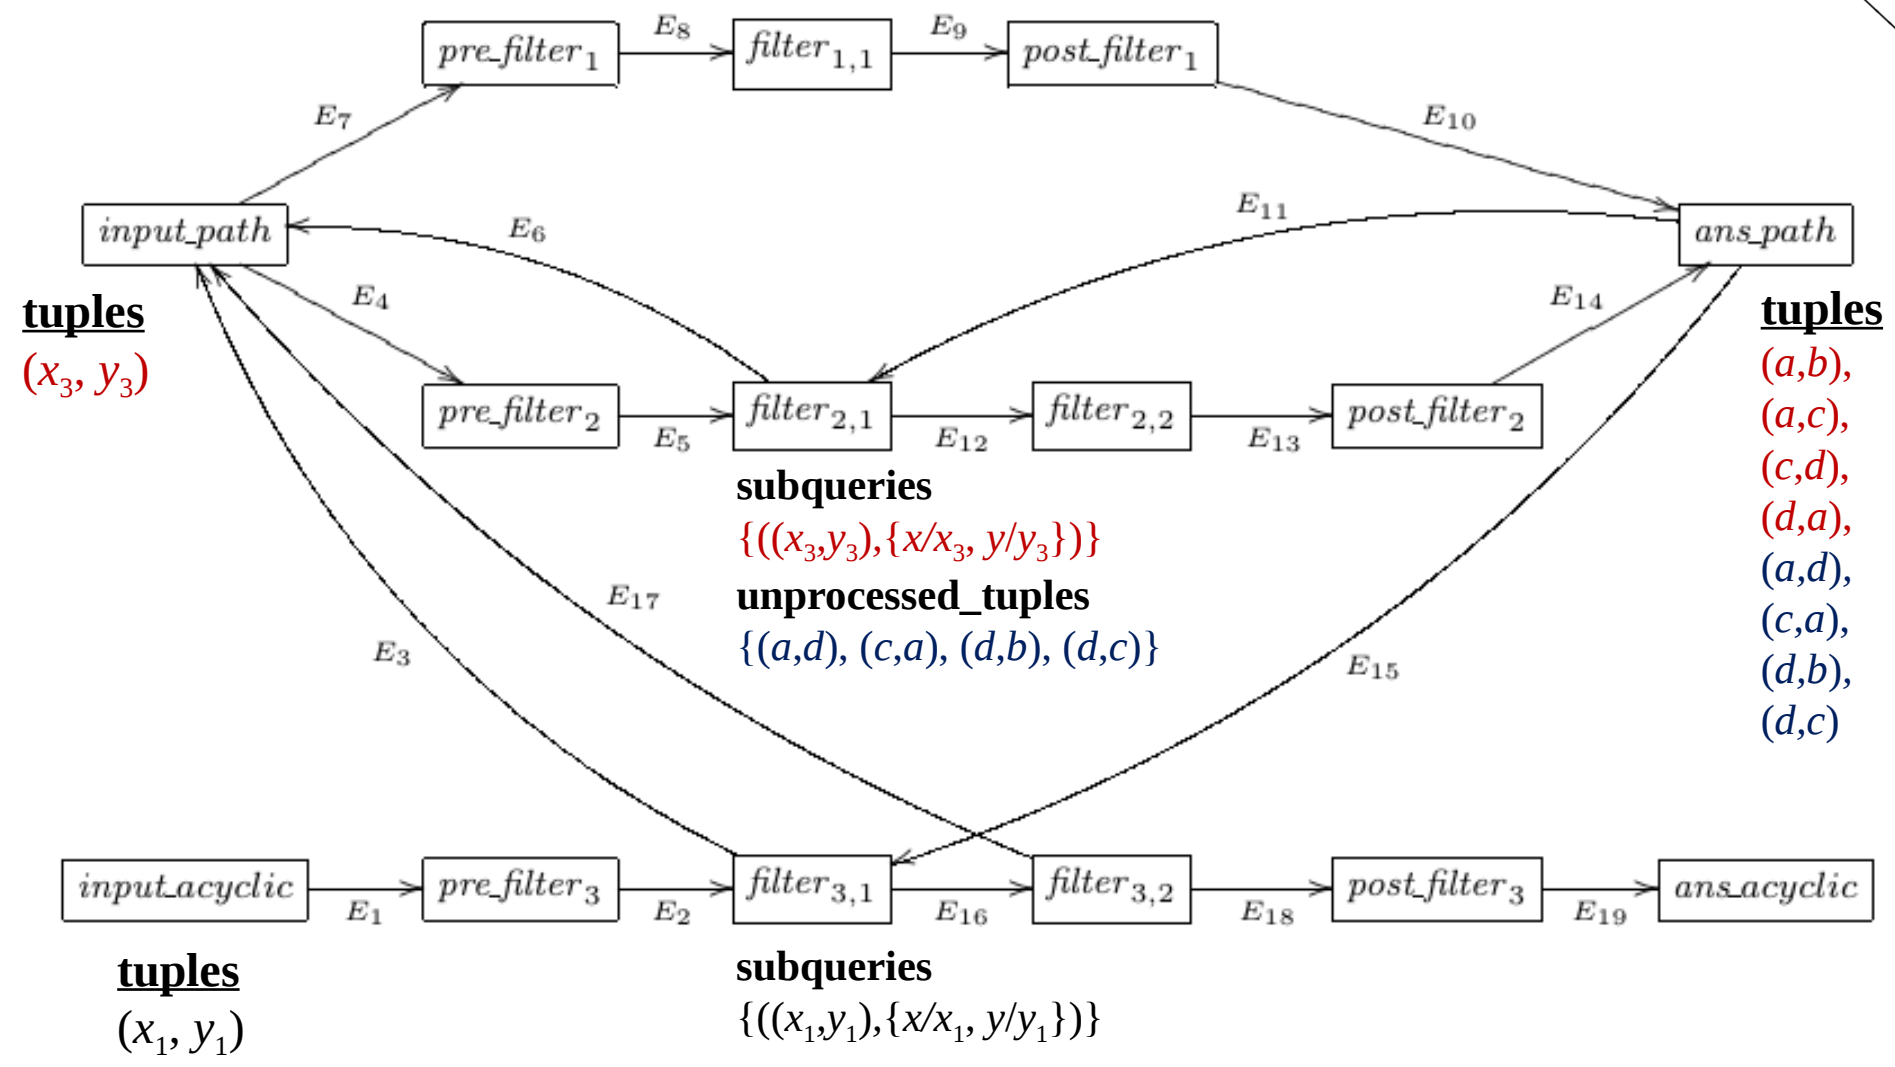 E8
E9
pre_filter1
filter1,1
post_filter1
E7
E10
E11
input_path
E6
ans_path
E4
E14
tuples
(x3, y3)
tuples
(a,b),
(a,c),
(c,d),
(d,a),
(a,d),
(c,a),
(d,b),
(d,c)
pre_filter2
filter2,1
filter2,2
post_filter2
E5
E12
E13
subqueries
{((x3,y3),{x/x3, y/y3})}
unprocessed_tuples
{(a,d), (c,a), (d,b), (d,c)}
E17
E3
E15
input_acyclic
pre_filter3
filter3,1
filter3,2
post_filter3
ans_acyclic
E1
E2
E16
E18
E19
tuples
(x1, y1)
subqueries
{((x1,y1),{x/x1, y/y1})}